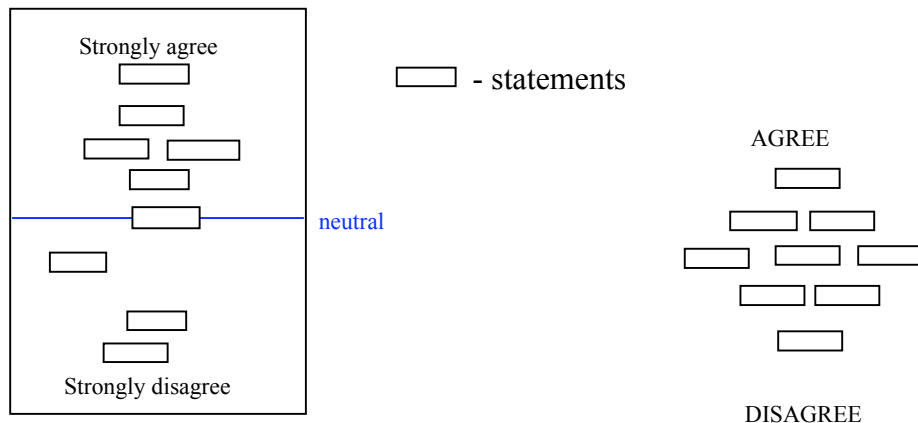 Strongly agree
- statements
AGREE
neutral
Strongly disagree
DISAGREE